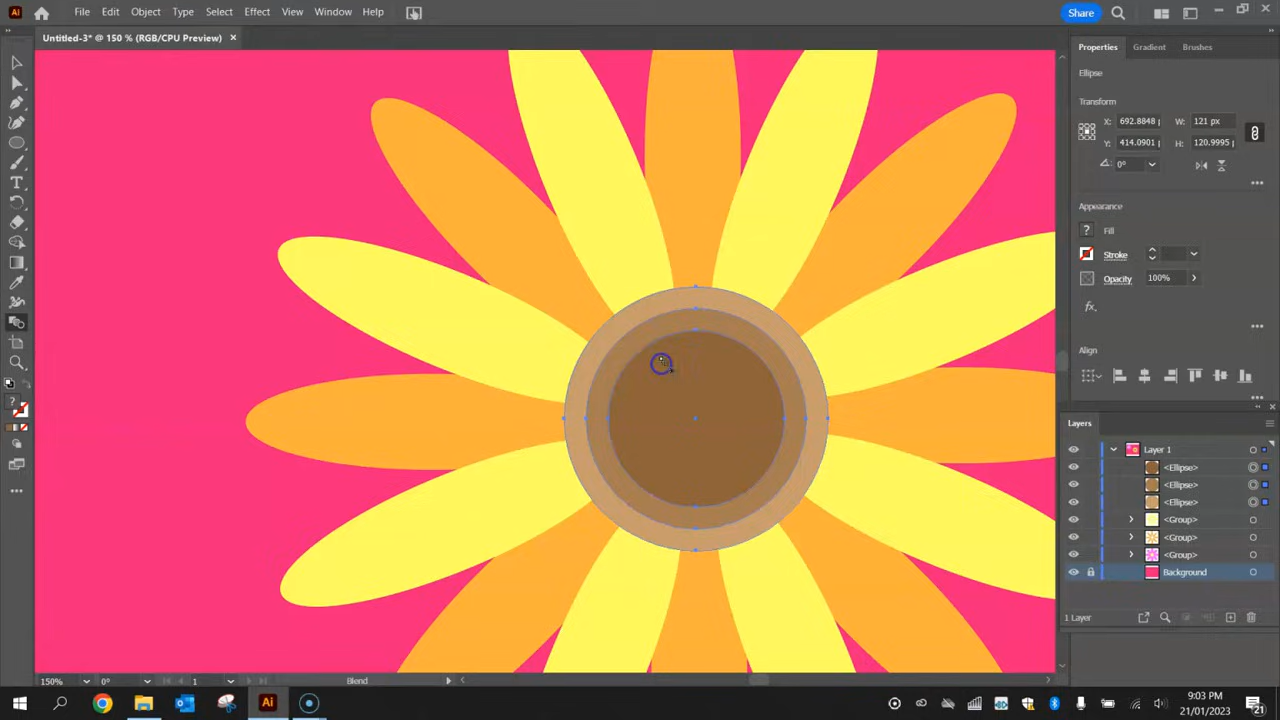 Ai File Edit Object Type Select Effect View Window Help Share
Untitled-3* @ 150 % (RGB/CPU Preview) ×
Properties Gradient Brushes
Ellipse
Transform
X: 692.8848 W: 121 px
Y: 414.0901 H: 120.9995
0°
Appearance
? Fill
Stroke
Opacity 100%
fx
Align
Layers
Layer 1
<Ellipse>
<Ellipse>
<Ellipse>
<Group>
<Group>
<Group>
Background
1 Layer
150% 0° 1 Blend
Ai
9:03 PM
21/01/2023
21